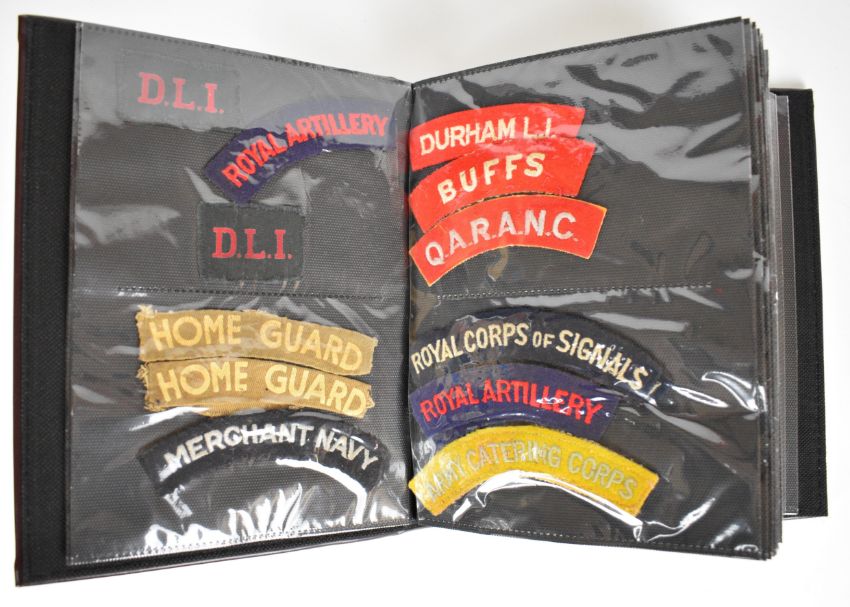 D.L.I.
ROYAL ARTILLERY
D.L.I.
HOME GUARD
HOME GUARD
MERCHANT NAVY
DURHAM L.I.
BUFFS
Q.A.R.A.N.C.
ROYAL CORPS OF SIGNALS
ROYAL ARTILLERY
ARMY CATERING CORPS